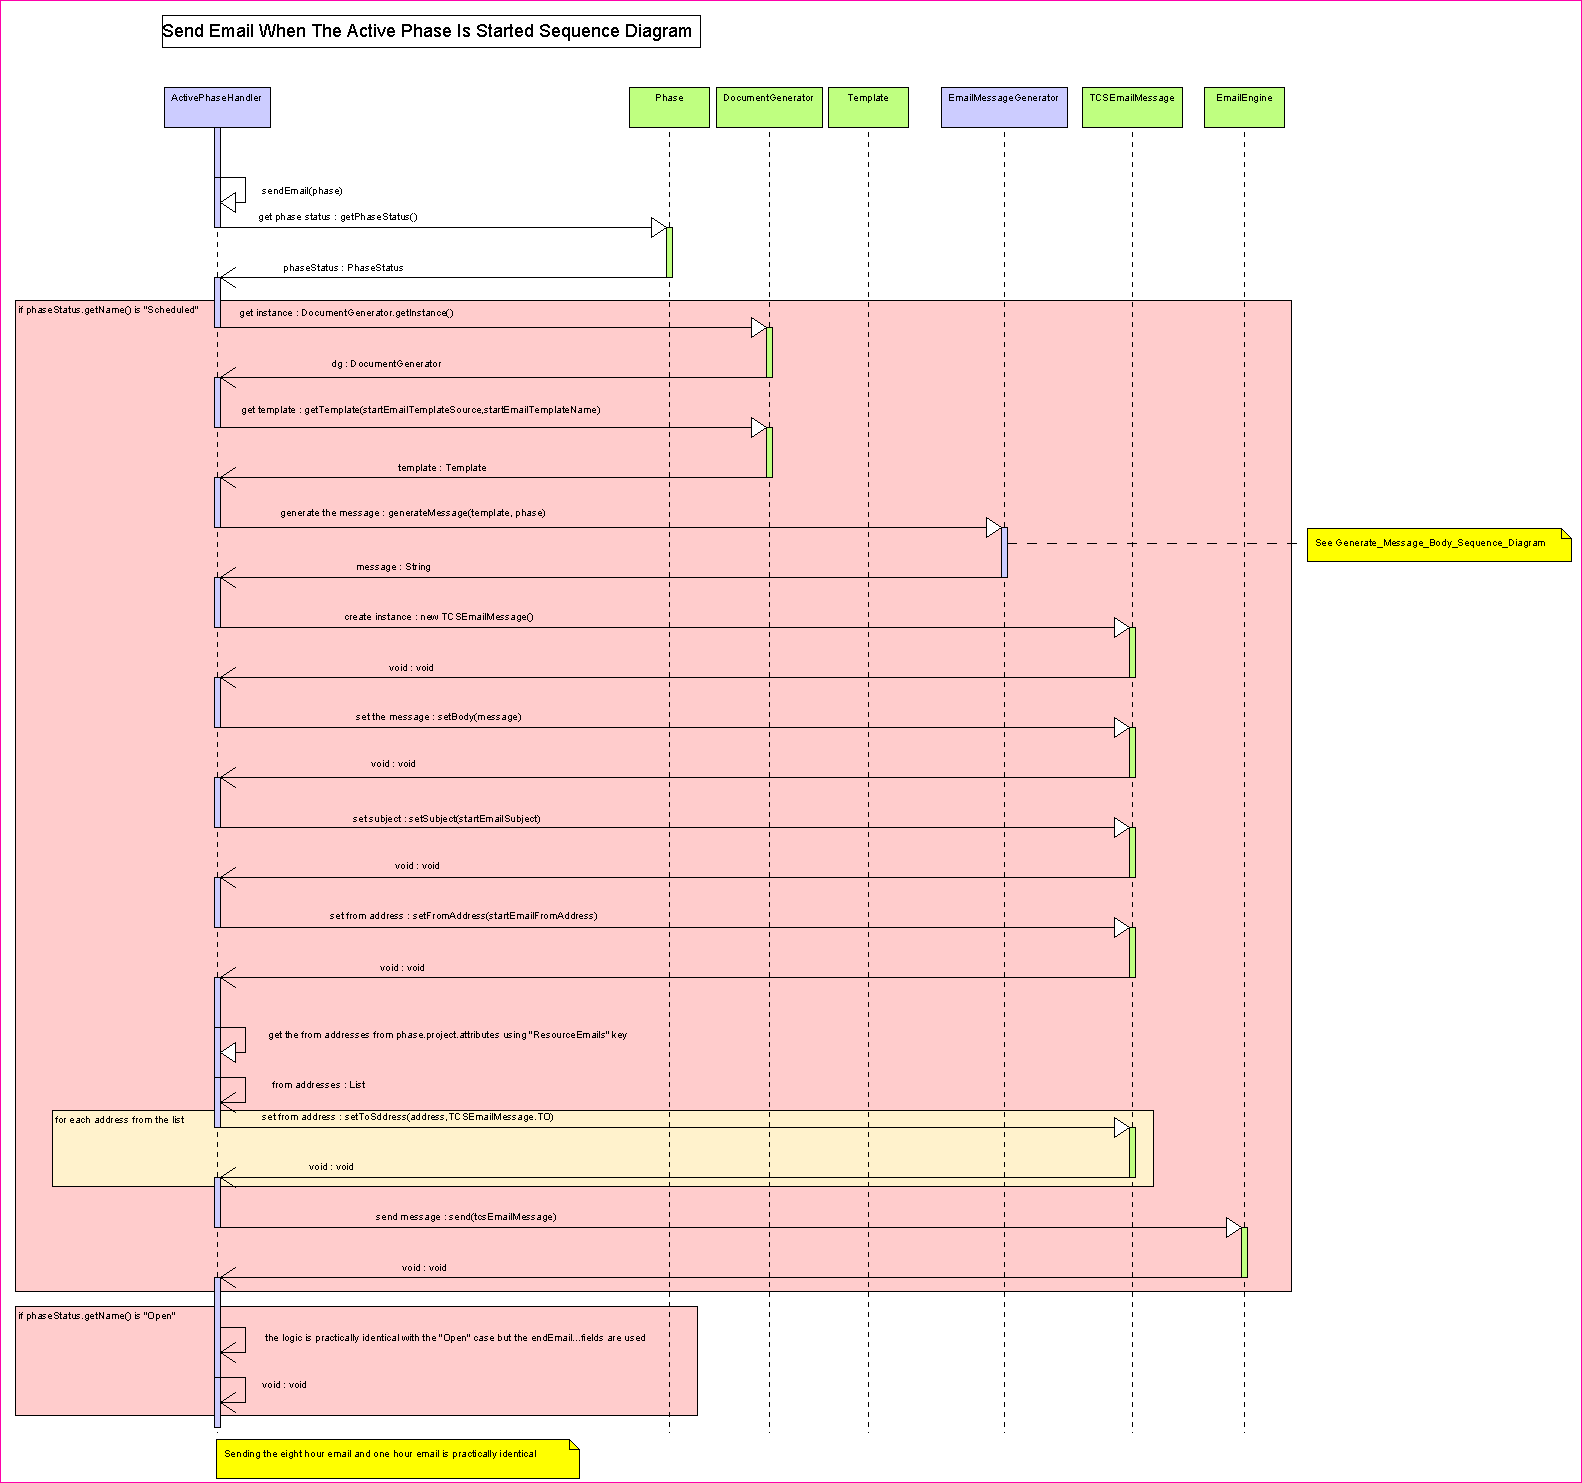 Send Email When The Active Phase Is Started Sequence Diagram
ActivePhaseHandler
Phase
DocumentGenerator
Template
EmailMessageGenerator
TCSEmailMessage
EmailEngine
sendEmail(phase)
get phase status : getPhaseStatus()
phaseStatus : PhaseStatus
if phaseStatus.getName() is "Scheduled"
get instance : DocumentGenerator.getInstance()
dg : DocumentGenerator
get template : getTemplate(startEmailTemplateSource,startEmailTemplateName)
template : Template
generate the message : generateMessage(template, phase)
See Generate_Message_Body_Sequence_Diagram
message : String
create instance : new TCSEmailMessage()
void : void
set the message : setBody(message)
void : void
set subject : setSubject(startEmailSubject)
void : void
set from address : setFromAddress(startEmailFromAddress)
void : void
get the from addresses from phase.project.attributes using "ResourceEmails" key
from addresses : List
for each address from the list
set from address : setToSddress(address,TCSEmailMessage.TO)
void : void
send message : send(tcsEmailMessage)
void : void
if phaseStatus.getName() is "Open"
the logic is practically identical with the "Open" case but the endEmail...fields are used
void : void
Sending the eight hour email and one hour email is practically identical